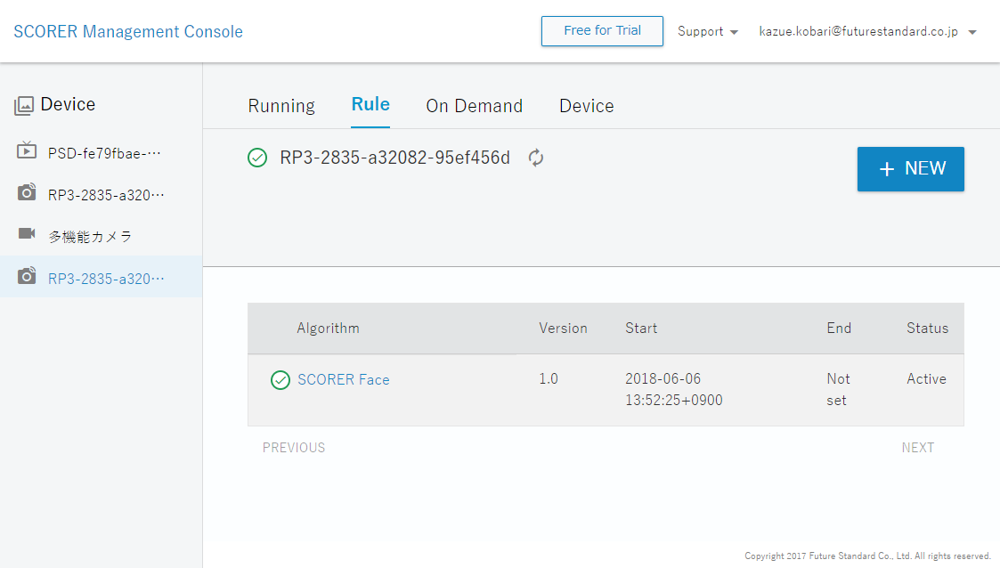 SCORER Management Console
Free for Trial
Support
kazue.kobari@futurestandard.co.jp
Device
PSD-fe79fbae-···
RP3-2835-a320···
多機能カメラ
RP3-2835-a320···
Running Rule On Demand Device
RP3-2835-a32082-95ef456d
+ NEW
Algorithm Version Start End Status
SCORER Face 1.0 2018-06-06 Not Active
13:52:25+0900 set
PREVIOUS NEXT
Copyright 2017 Future Standard Co., Ltd. All rights reserved.